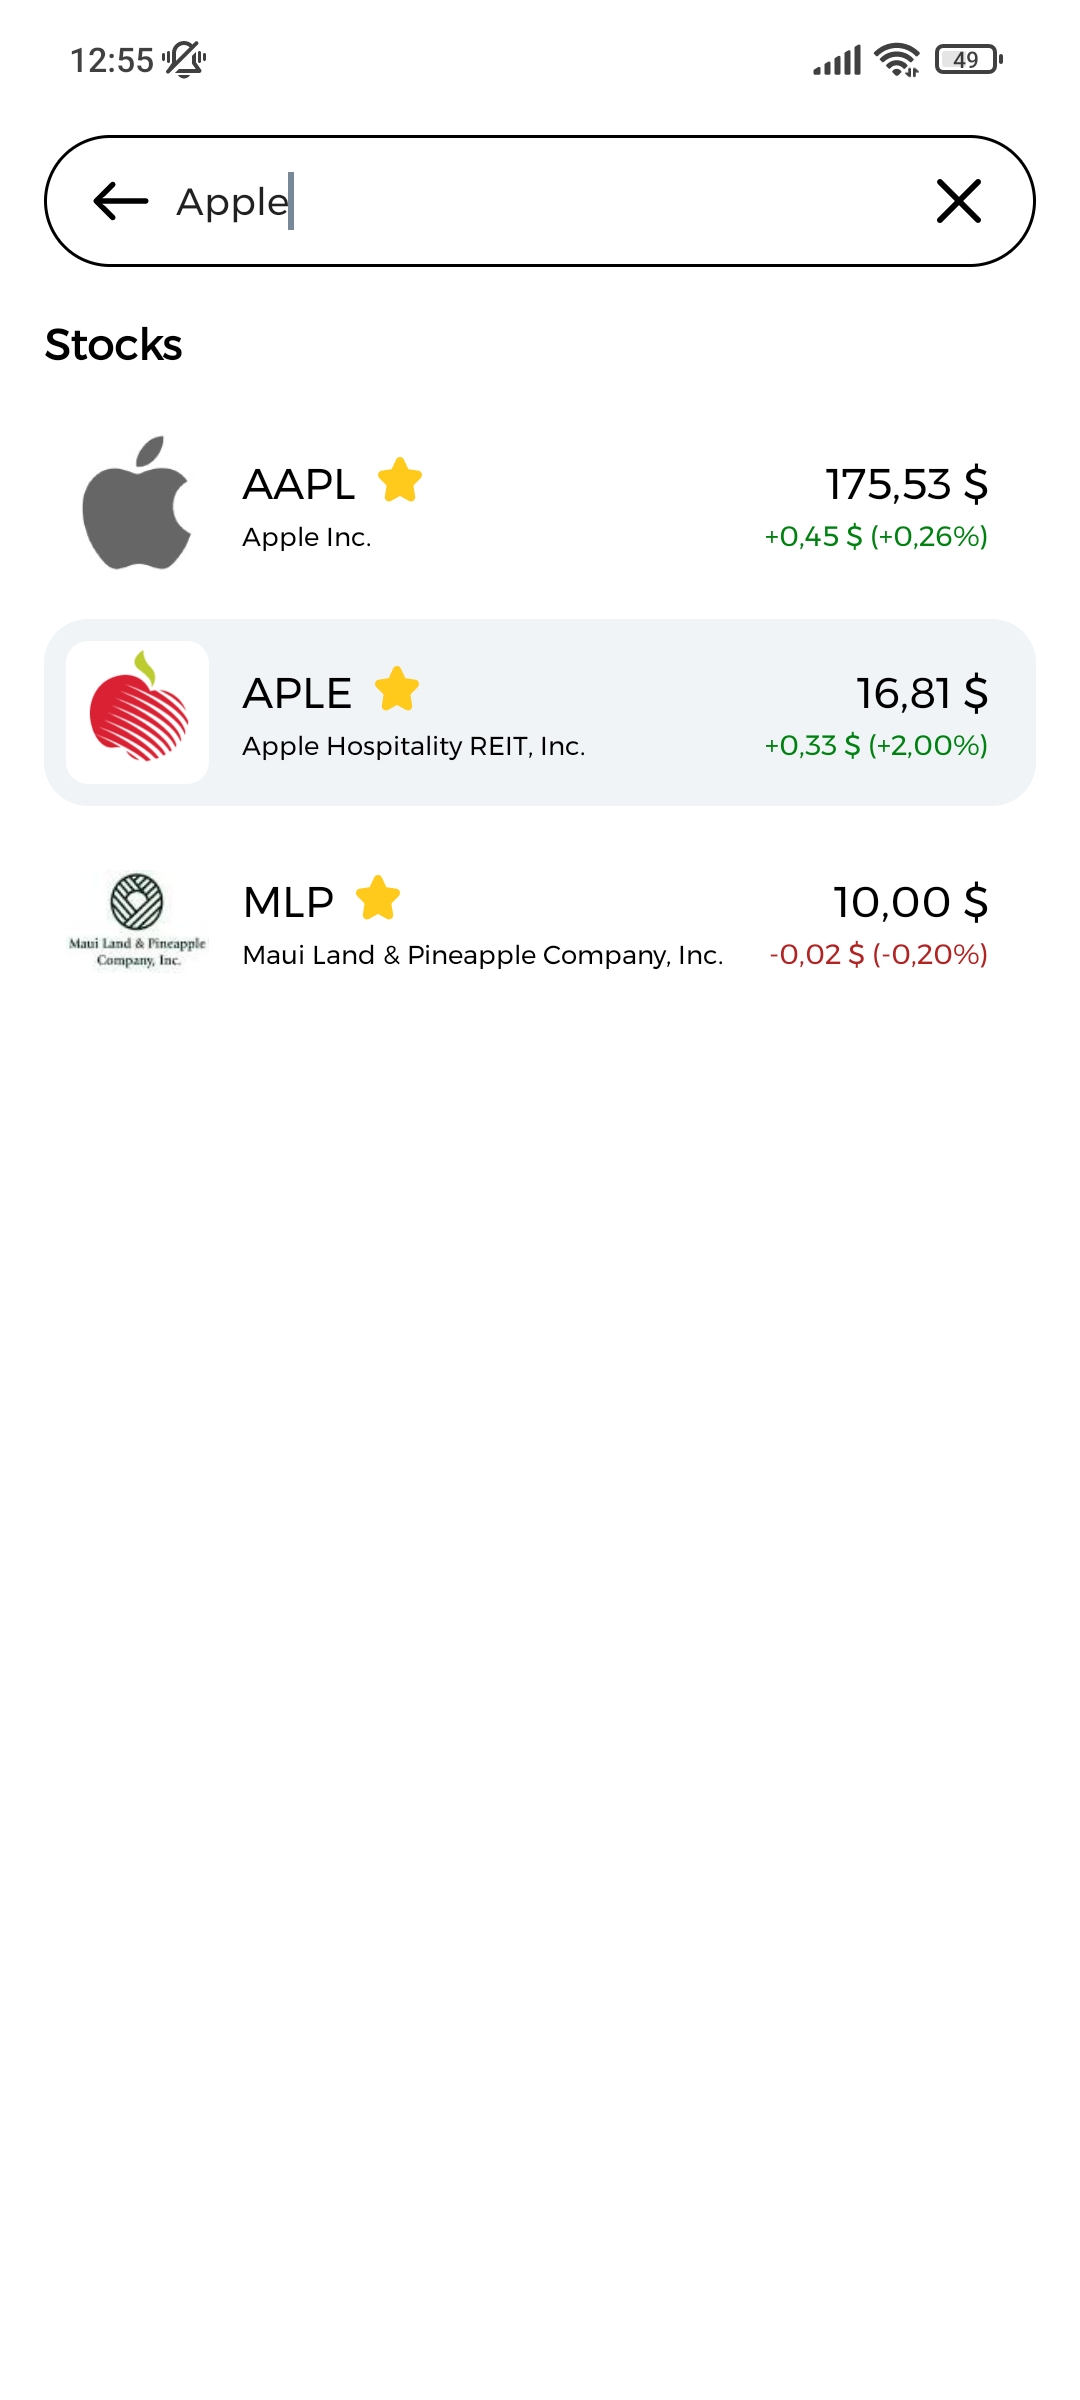 12:55
49
Apple
Stocks
AAPL
175,53 $
Apple Inc.
+0,45 $ (+0,26%)
APLE
16,81 $
Apple Hospitality REIT, Inc.
+0,33 $ (+2,00%)
Maui Land & Pineapple
Company, Inc.
MLP
10,00 $
Maui Land & Pineapple Company, Inc.
-0,02 $ (-0,20%)